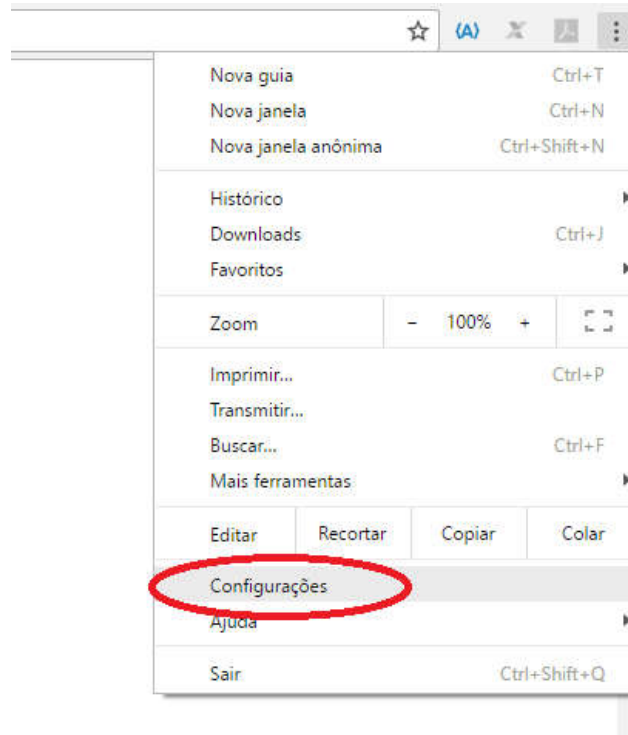 (A)
Nova guia Ctrl+T
Nova janela Ctrl+N
Nova janela anônima Ctrl+Shift+N
Histórico
Downloads Ctrl+J
Favoritos
Zoom - 100% +
Imprimir... Ctrl+P
Transmitir...
Buscar... Ctrl+F
Mais ferramentas
Editar Recortar Copiar Colar
Configurações
Ajuda
Sair Ctrl+Shift+Q